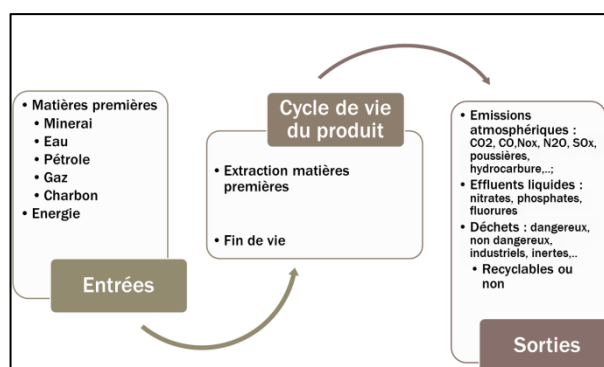 • Matières premières
• Minerai
• Eau
• Pétrole
• Gaz
• Charbon
• Energie
Entrées
Cycle de vie
du produit
• Extraction matières
premières
• Fin de vie
• Emissions
atmosphériques :
CO2, CO,Nox, N2O, SOx,
poussières,
hydrocarbure,..;
• Effluents liquides :
nitrates, phosphates,
fluorures
• Déchets : dangereux,
non dangereux,
industriels, inertes,..
• Recyclables ou
non
Sorties